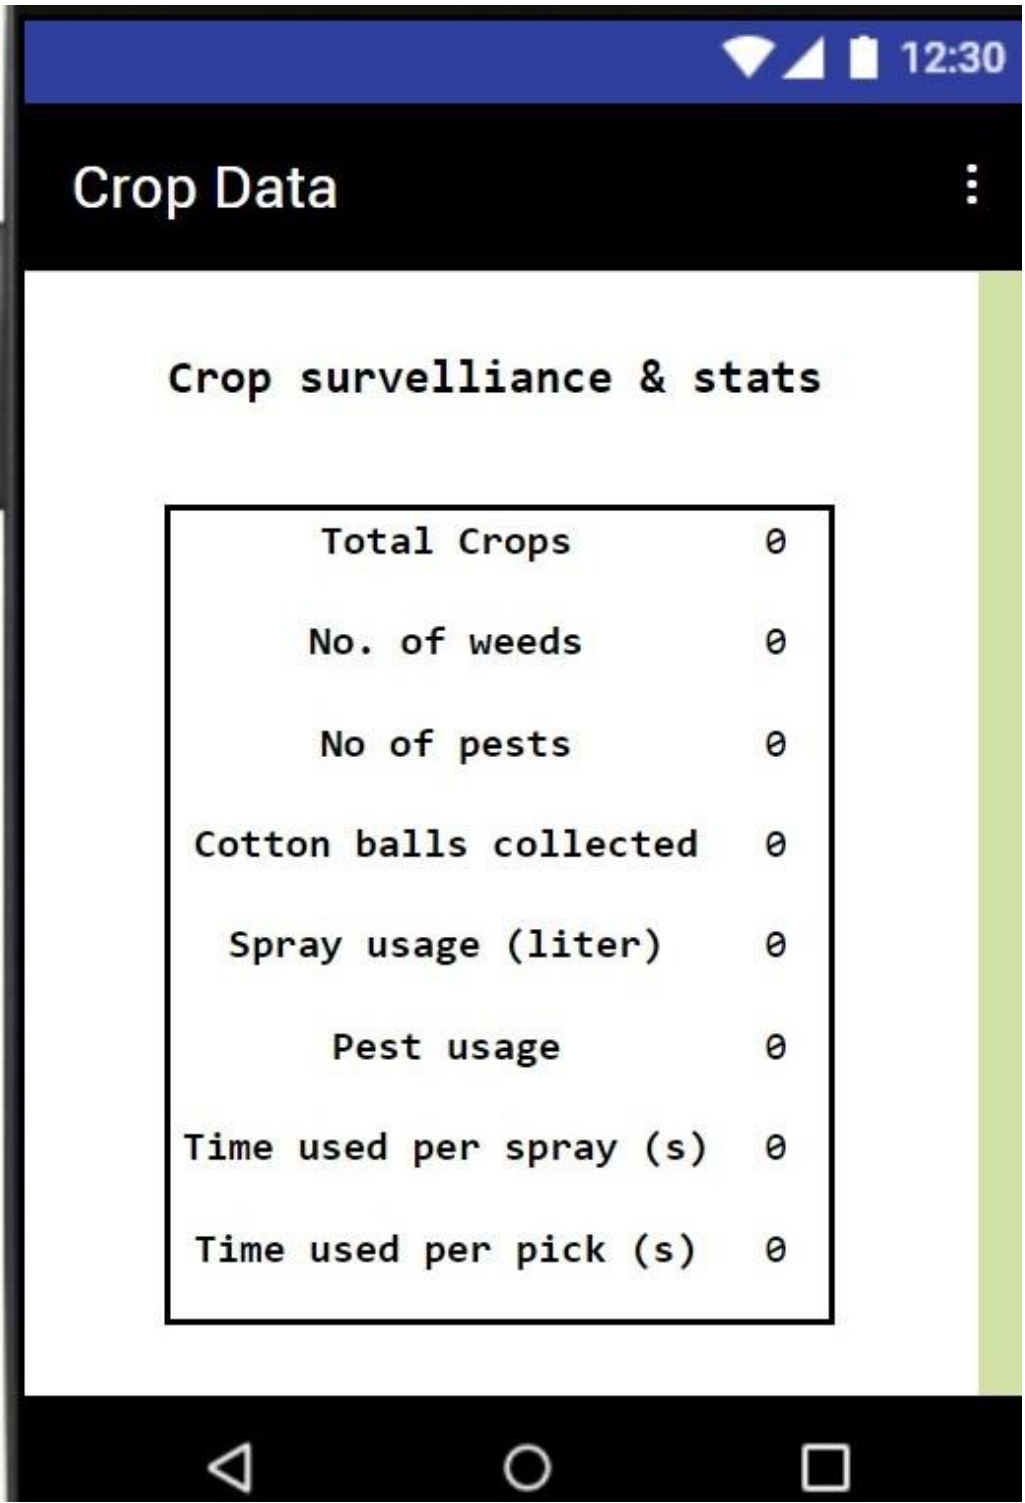 12:30
Crop Data
Crop survelliance & stats
Total Crops 0
No. of weeds 0
No of pests 0
Cotton balls collected 0
Spray usage (liter) 0
Pest usage 0
Time used per spray (s) 0
Time used per pick (s) 0